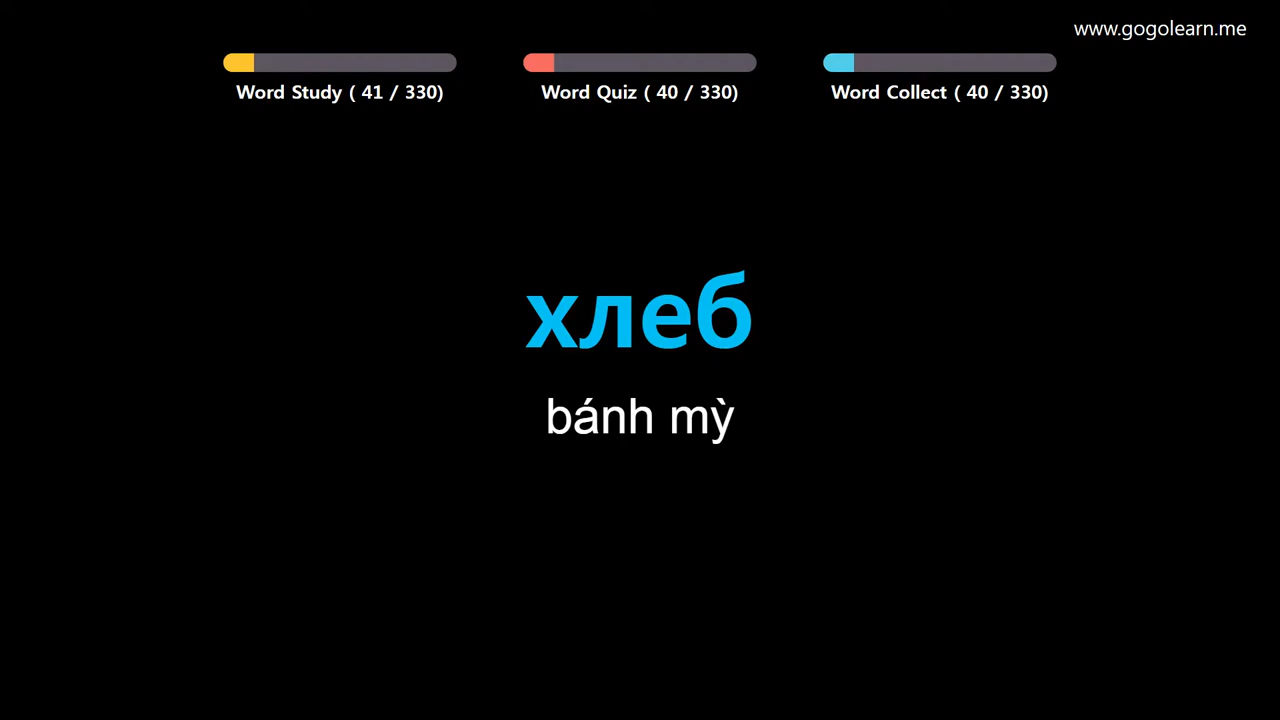 www.gogolearn.me
Word Study ( 41 / 330)
Word Quiz ( 40 / 330)
Word Collect ( 40 / 330)
хлеб
bánh mỳ